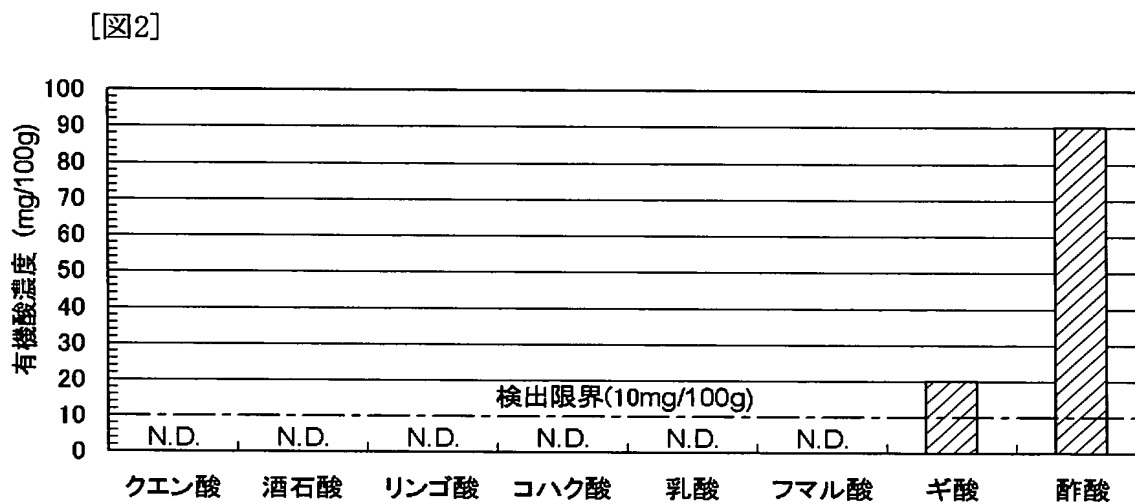 [図2]
有機酸濃度 (mg/100g)
100
90
80
70
60
50
40
30
20
10
0
検出限界(10mg/100g)
N.D. N.D. N.D. N.D. N.D. N.D.
クエン酸 酒石酸 リンゴ酸 コハク酸 乳酸 フマル酸 ギ酸 酢酸